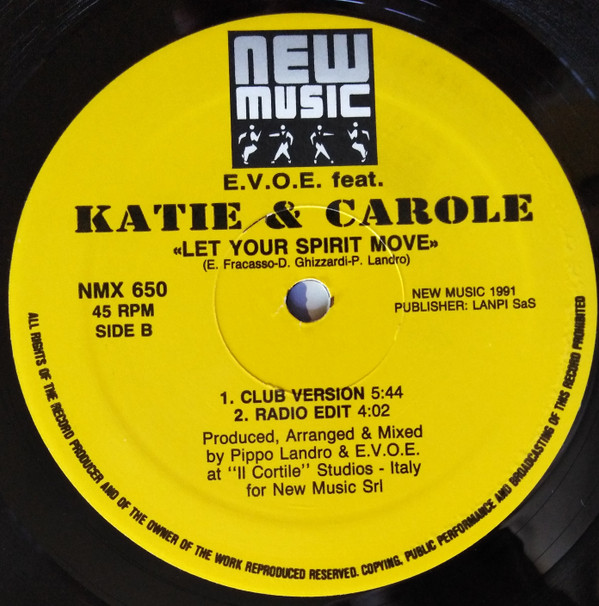 NEW
MUSIC
E.V.O.E. feat.
KATIE & CAROLE
«LET YOUR SPIRIT MOVE»
(E. Fracasso-D. Ghizzardi-P. Landro)
NMX 650
45 RPM
SIDE B
NEW MUSIC 1991
PUBLISHER: LANPI SaS
1. CLUB VERSION 5:44
2. RADIO EDIT 4:02
Produced, Arranged & Mixed
by Pippo Landro & E.V.O.E.
at "Il Cortile" Studios - Italy
for New Music Srl
ALL RIGHTS OF THE RECORD PRODUCER AND OF THE OWNER OF THE WORK REPRODUCED RESERVED. COPYING, PUBLIC PERFORMANCE AND BROADCASTING OF THIS RECORD PROHIBITED